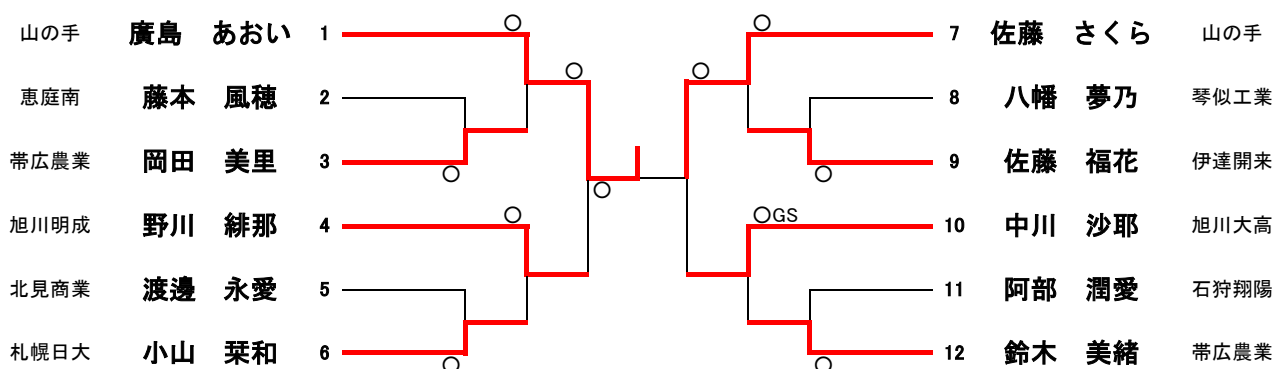 山の手 廣島 あおい 1
恵庭南 藤本 風穂 2
帯広農業 岡田 美里 3
旭川明成 野川 緋那 4
北見商業 渡邊 永愛 5
札幌日大 小山 栞和 6
7 佐藤 さくら 山の手
8 八幡 夢乃 琴似工業
9 佐藤 福花 伊達開来
GS
10 中川 沙耶 旭川大高
11 阿部 潤愛 石狩翔陽
12 鈴木 美緒 帯広農業